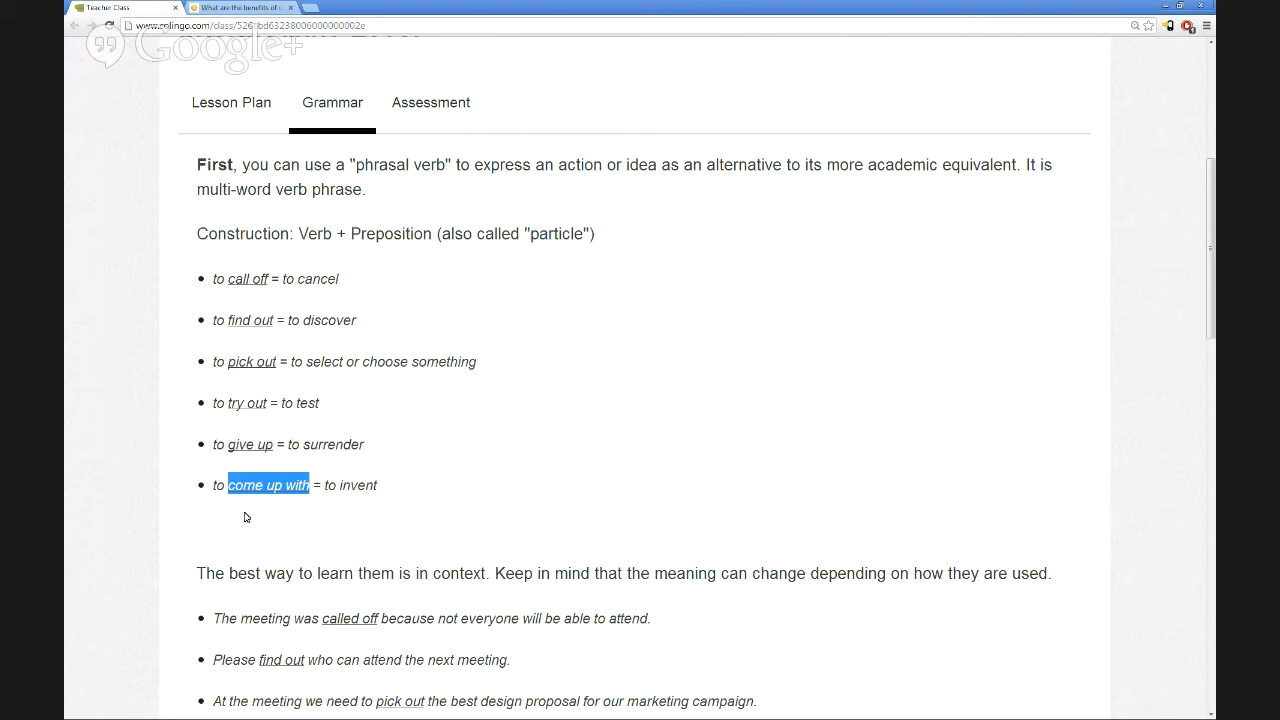 Teacher Class
What are the benefits of
www.colingo.com/class/526
Google+
Lesson Plan Grammar Assessment
First, you can use a "phrasal verb" to express an action or idea as an alternative to its more academic equivalent. It is
multi-word verb phrase.
Construction: Verb + Preposition (also called "particle")
to call off = to cancel
to find out = to discover
to pick out = to select or choose something
to try out = to test
to give up = to surrender
to come up with = to invent
The best way to learn them is in context. Keep in mind that the meaning can change depending on how they are used.
The meeting was called off because not everyone will be able to attend.
Please find out who can attend the next meeting.
At the meeting we need to pick out the best design proposal for our marketing campaign.